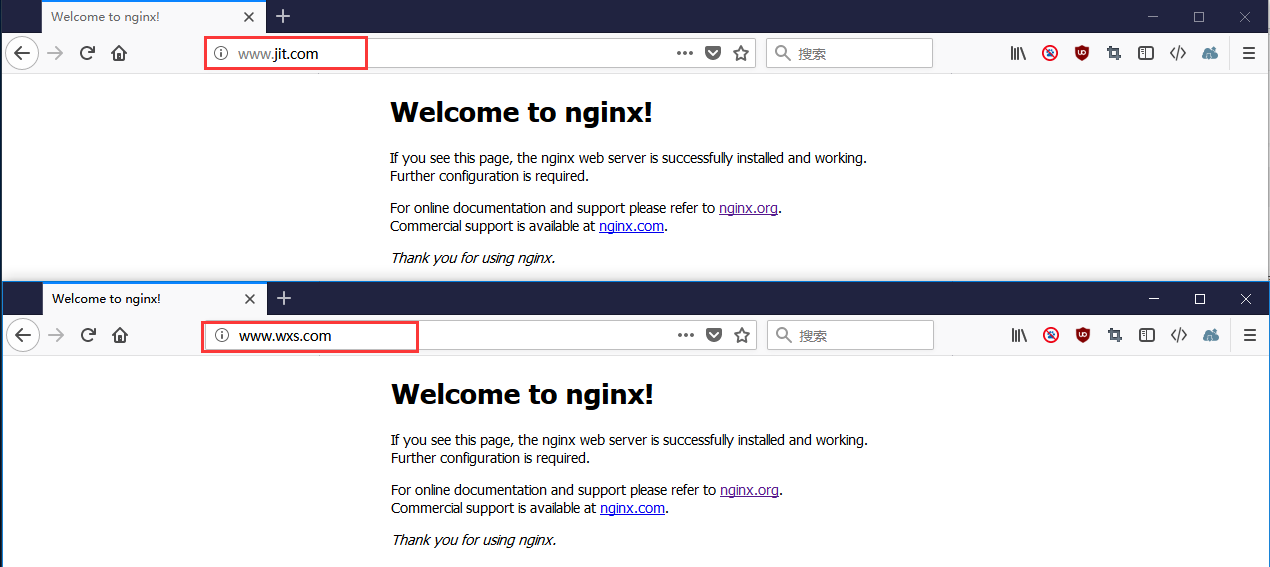 Welcome to nginx!
www.jit.com
搜索
Welcome to nginx!
If you see this page, the nginx web server is successfully installed and working.
Further configuration is required.
For online documentation and support please refer to nginx.org.
Commercial support is available at nginx.com.
Thank you for using nginx.
Welcome to nginx!
www.wxs.com
搜索
Welcome to nginx!
If you see this page, the nginx web server is successfully installed and working.
Further configuration is required.
For online documentation and support please refer to nginx.org.
Commercial support is available at nginx.com.
Thank you for using nginx.